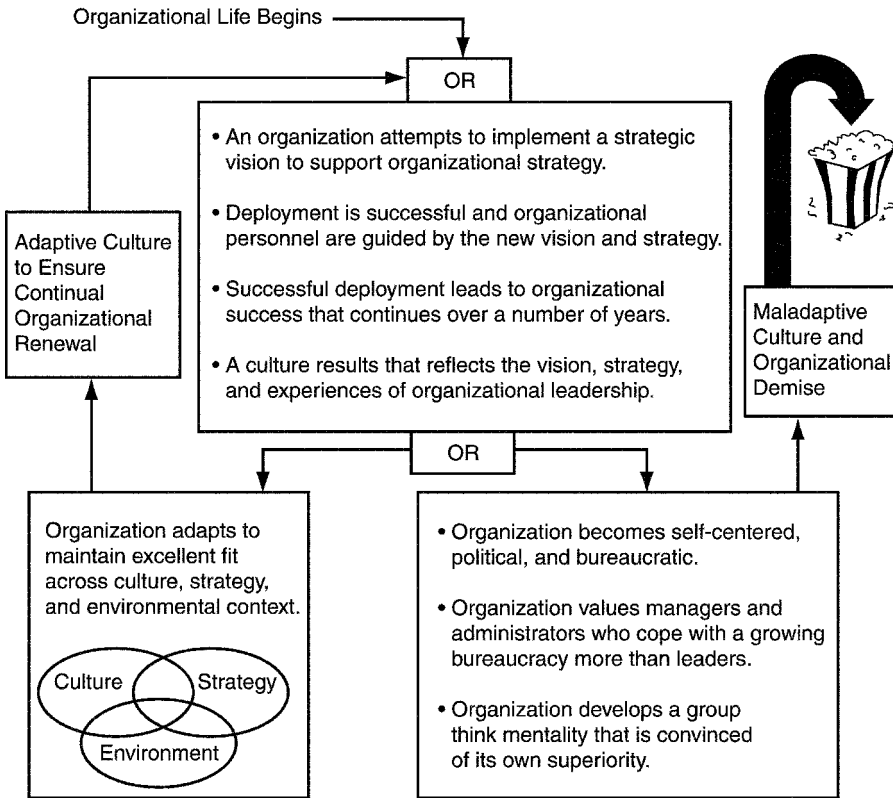 Organizational Life Begins
OR
• An organization attempts to implement a strategic
vision to support organizational strategy.
• Deployment is successful and organizational
personnel are guided by the new vision and strategy.
• Successful deployment leads to organizational
success that continues over a number of years.
• A culture results that reflects the vision, strategy,
and experiences of organizational leadership.
Adaptive Culture
to Ensure
Continual
Organizational
Renewal
Maladaptive
Culture and
Organizational
Demise
OR
Organization adapts to
maintain excellent fit
across culture, strategy,
and environmental context.
Culture
Strategy
Environment
• Organization becomes self-centered,
political, and bureaucratic.
• Organization values managers and
administrators who cope with a growing
bureaucracy more than leaders.
• Organization develops a group
think mentality that is convinced
of its own superiority.